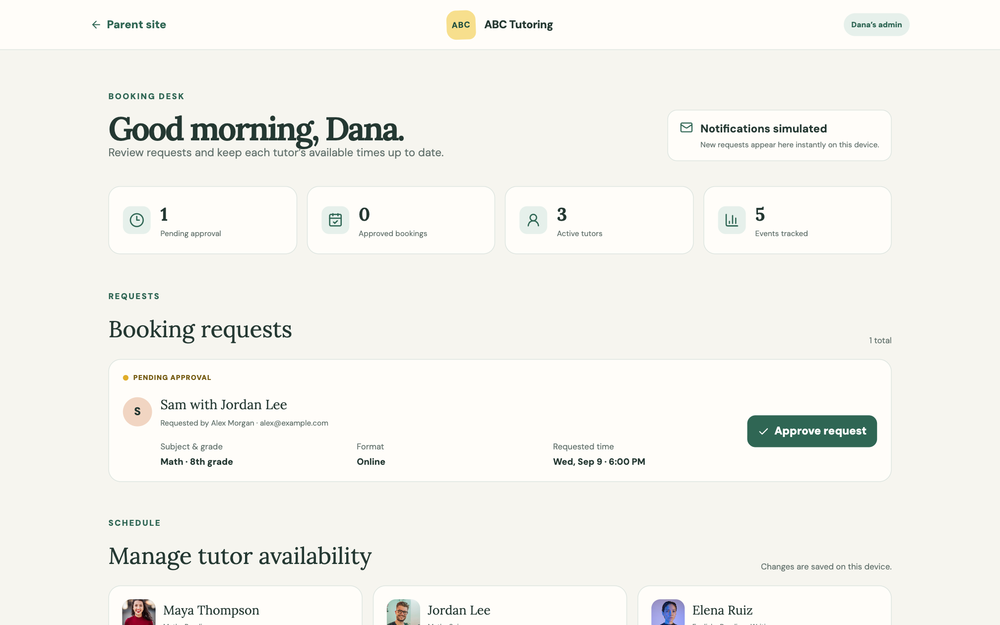 Parent site
ABC
ABC Tutoring
Dana’s admin
BOOKING DESK
Good morning, Dana.
Review requests and keep each tutor’s available times up to date.
Notifications simulated
New requests appear here instantly on this device.
1
Pending approval
0
Approved bookings
3
Active tutors
5
Events tracked
REQUESTS
Booking requests
1 total
PENDING APPROVAL
S
Sam with Jordan Lee
Requested by Alex Morgan · alex@example.com
Subject & grade
Math · 8th grade
Format
Online
Requested time
Wed, Sep 9 · 6:00 PM
Approve request
SCHEDULE
Manage tutor availability
Changes are saved on this device.
Maya Thompson
Jordan Lee
Elena Ruiz